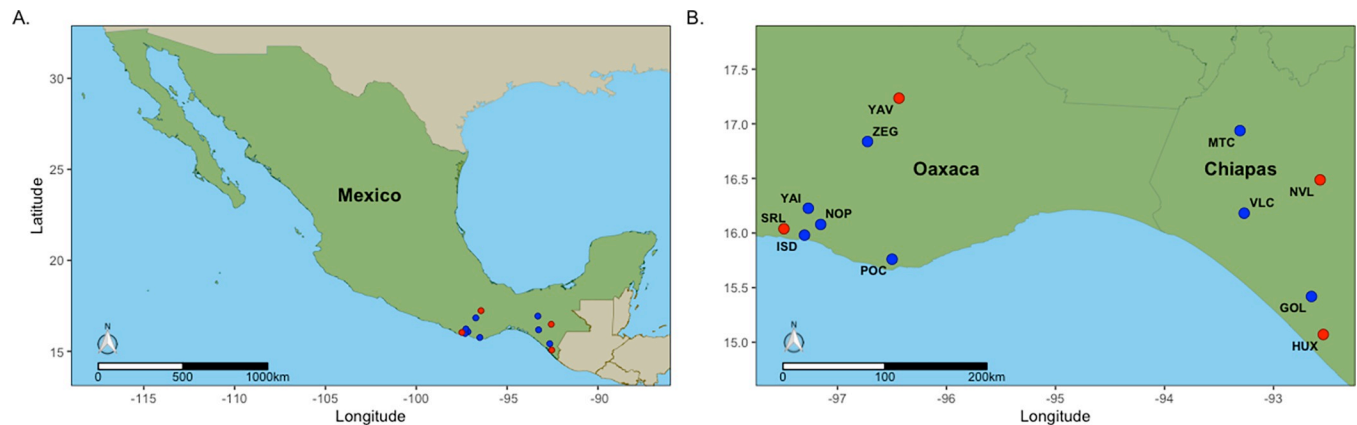 A.
30
25
20
15
Latitude
Mexico
N
0 500 1000km
-115 -110 -105 -100 -95 -90
Longitude
B.
17.5
17.0
16.5
16.0
15.5
15.0
YAV
ZEG
Oaxaca
YAI
NOP
SRL
ISD
POC
MTC
Chiapas
NVL
VLC
GOL
HUX
N
0 100 200km
-97 -96 -95 -94 -93
Longitude